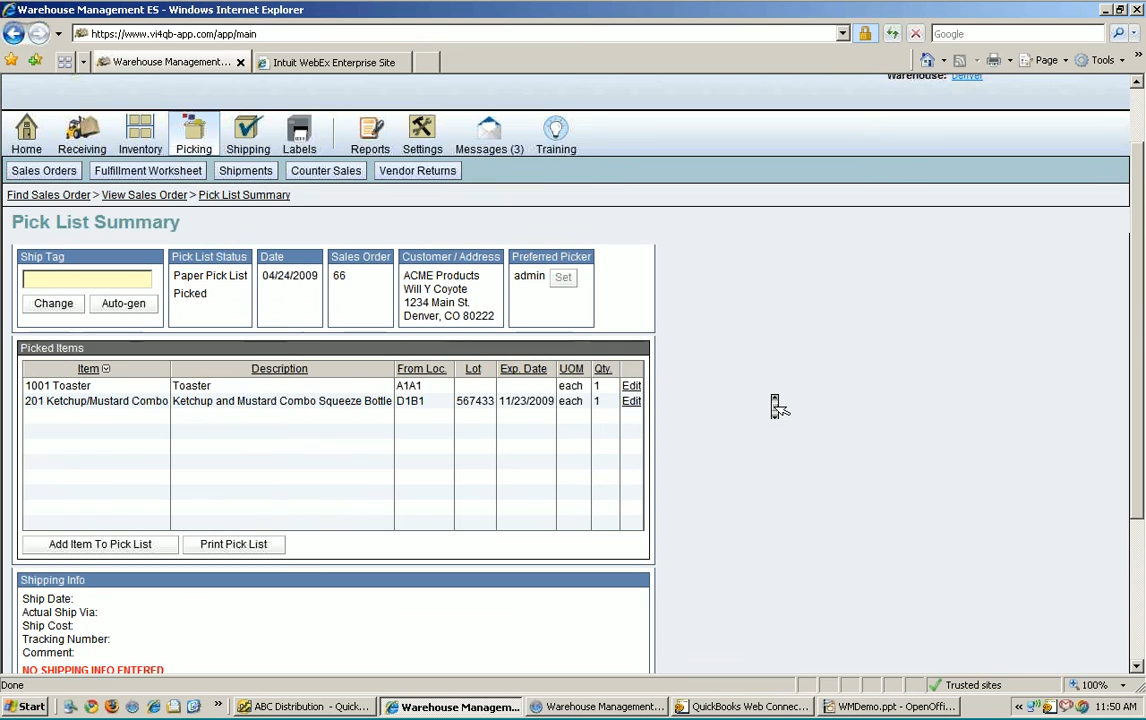 Warehouse Management ES - Windows Internet Explorer
https://www.vi4qb-app.com/app/main
Google
Warehouse Management...
Intuit WebEx Enterprise Site
Page
Tools
Warehouse: Denver
Home
Receiving
Inventory
Picking
Shipping
Labels
Reports
Settings
Messages (3)
Training
Sales Orders
Fulfillment Worksheet
Shipments
Counter Sales
Vendor Returns
Find Sales Order > View Sales Order > Pick List Summary
Pick List Summary
Ship Tag
Change
Auto-gen
Pick List Status
Paper Pick List
Picked
Date
04/24/2009
Sales Order
66
Customer / Address
ACME Products
Will Y Coyote
1234 Main St.
Denver, CO 80222
Preferred Picker
admin Set
Picked Items
Item Description From Loc. Lot Exp. Date UOM Qty.
1001 Toaster Toaster A1A1 each 1 Edit
201 Ketchup/Mustard Combo Ketchup and Mustard Combo Squeeze Bottle D1B1 567433 11/23/2009 each 1 Edit
Add Item To Pick List
Print Pick List
Shipping Info
Ship Date:
Actual Ship Via:
Ship Cost:
Tracking Number:
Comment:
NO SHIPPING INFO ENTERED
Done
Trusted sites
100%
Start
ABC Distribution - Quick...
Warehouse Managem...
Warehouse Management...
QuickBooks Web Connec...
WMDemo.ppt - OpenOffi...
11:50 AM